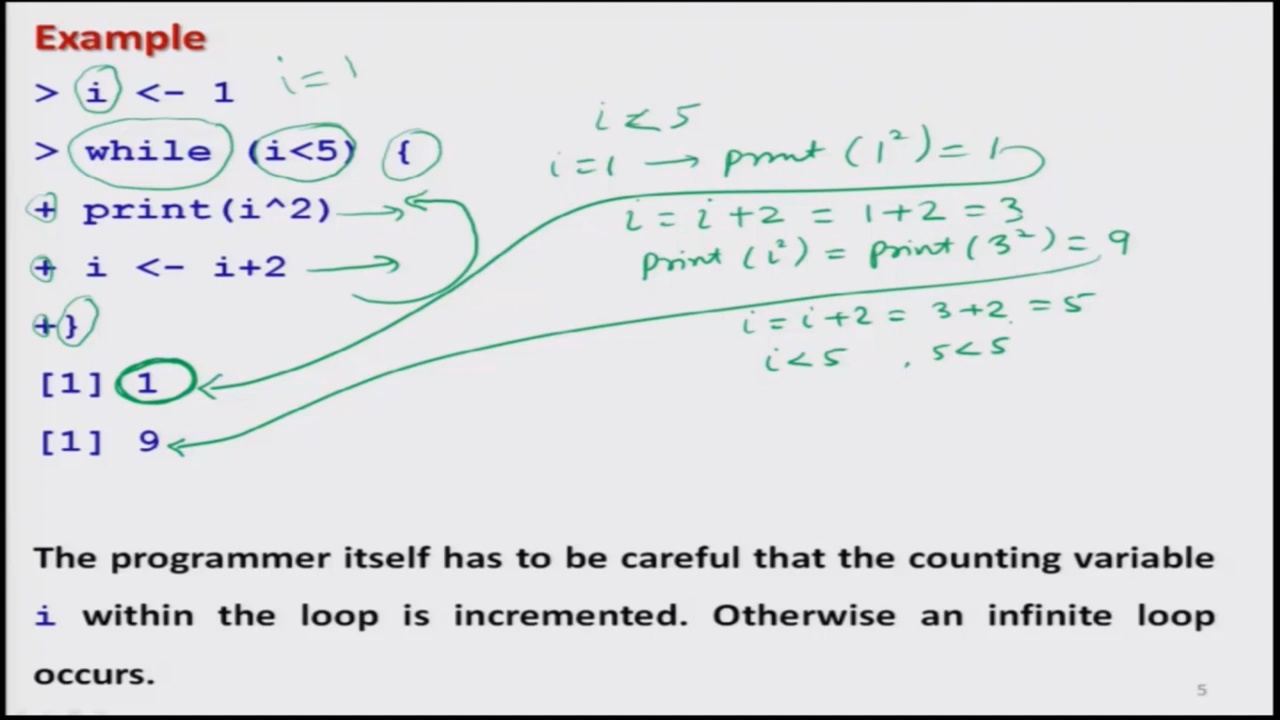 Example
> i <- 1 i = 1
> while (i<5) {
+ print(i^2)
+ i <- i+2
+}
[1] 1
[1] 9
i < 5
i = 1 → print (1²) = 1
i = i + 2 = 1 + 2 = 3
print (i²) = print (3²) = 9
i = i + 2 = 3 + 2 = 5
i < 5 , 5 < 5
The programmer itself has to be careful that the counting variable
i within the loop is incremented. Otherwise an infinite loop
occurs.
5